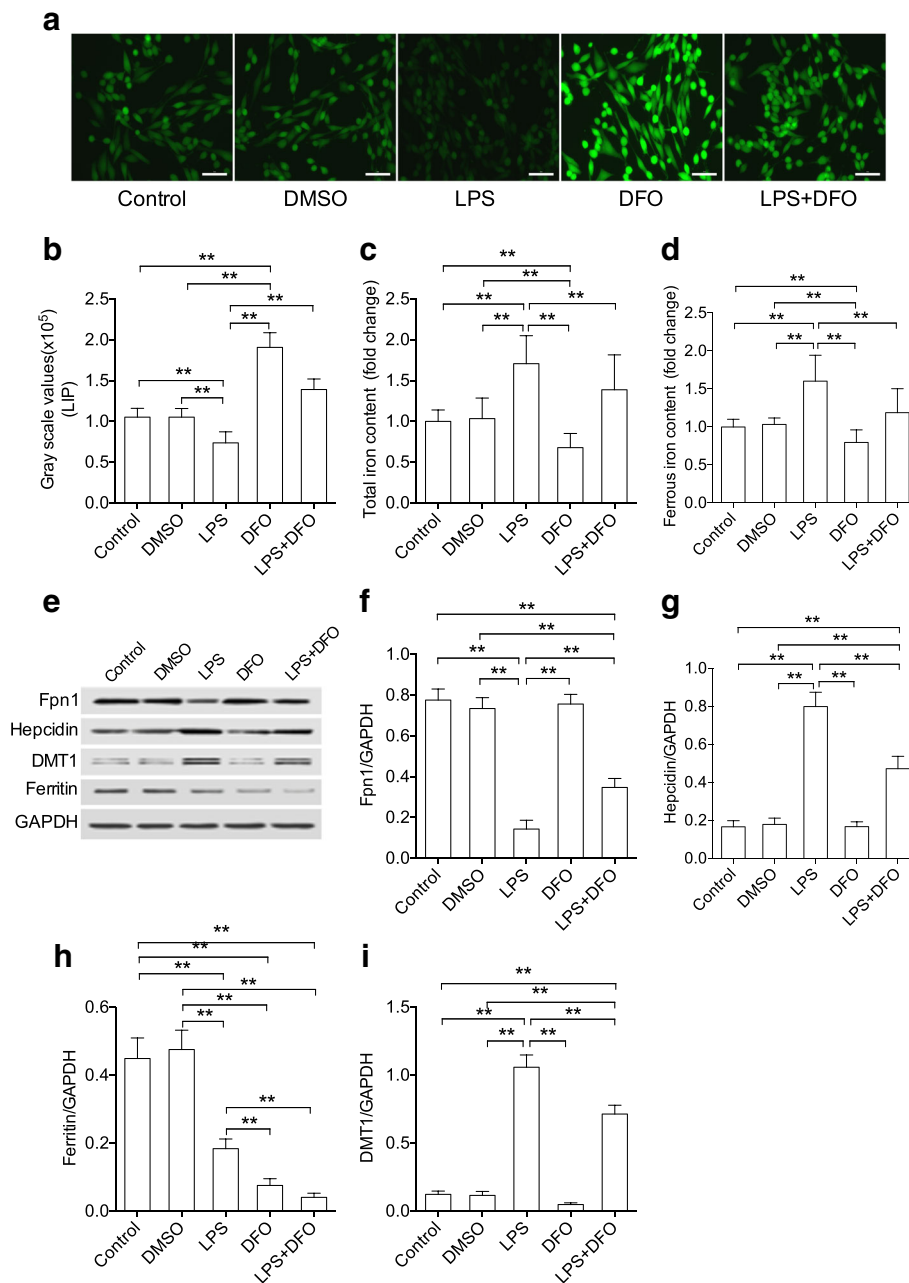 a
Control DMSO LPS DFO LPS+DFO
b
** ** ** ** ** **
Gray scale values(x10⁵)
(LIP)
2.5
2.0
1.5
1.0
0.5
0.0
Control DMSO LPS DFO LPS+DFO
c
** ** ** ** ** **
Total iron content (fold change)
2.5
2.0
1.5
1.0
0.5
0.0
Control DMSO LPS DFO LPS+DFO
d
** ** ** ** ** **
Ferrous iron content (fold change)
2.5
2.0
1.5
1.0
0.5
0.0
Control DMSO LPS DFO LPS+DFO
e
Control DMSO LPS DFO LPS+DFO
Fpn1
Hepcidin
DMT1
Ferritin
GAPDH
f
** ** ** ** ** **
Fpn1/GAPDH
0.8
0.6
0.4
0.2
0.0
Control DMSO LPS DFO LPS+DFO
g
** ** ** ** ** **
Hepcidin/GAPDH
1.0
0.8
0.6
0.4
0.2
0.0
Control DMSO LPS DFO LPS+DFO
h
** ** ** ** ** ** ** **
Ferritin/GAPDH
0.6
0.4
0.2
0.0
Control DMSO LPS DFO LPS+DFO
i
** ** ** ** ** **
DMT1/GAPDH
1.5
1.0
0.5
0.0
Control DMSO LPS DFO LPS+DFO